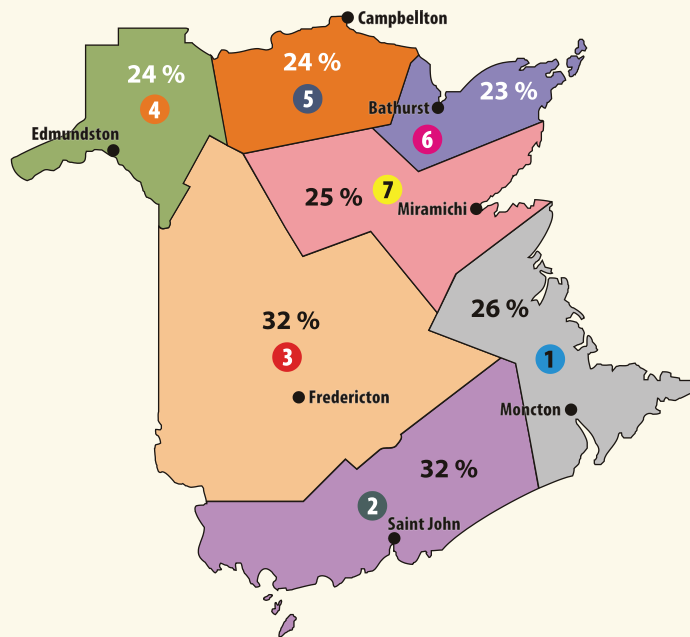 Campbellton
24 %
5
24 %
4
23 %
Bathurst
6
Edmundston
25 %
7
Miramichi
32 %
3
Fredericton
26 %
1
Moncton
32 %
2
Saint John